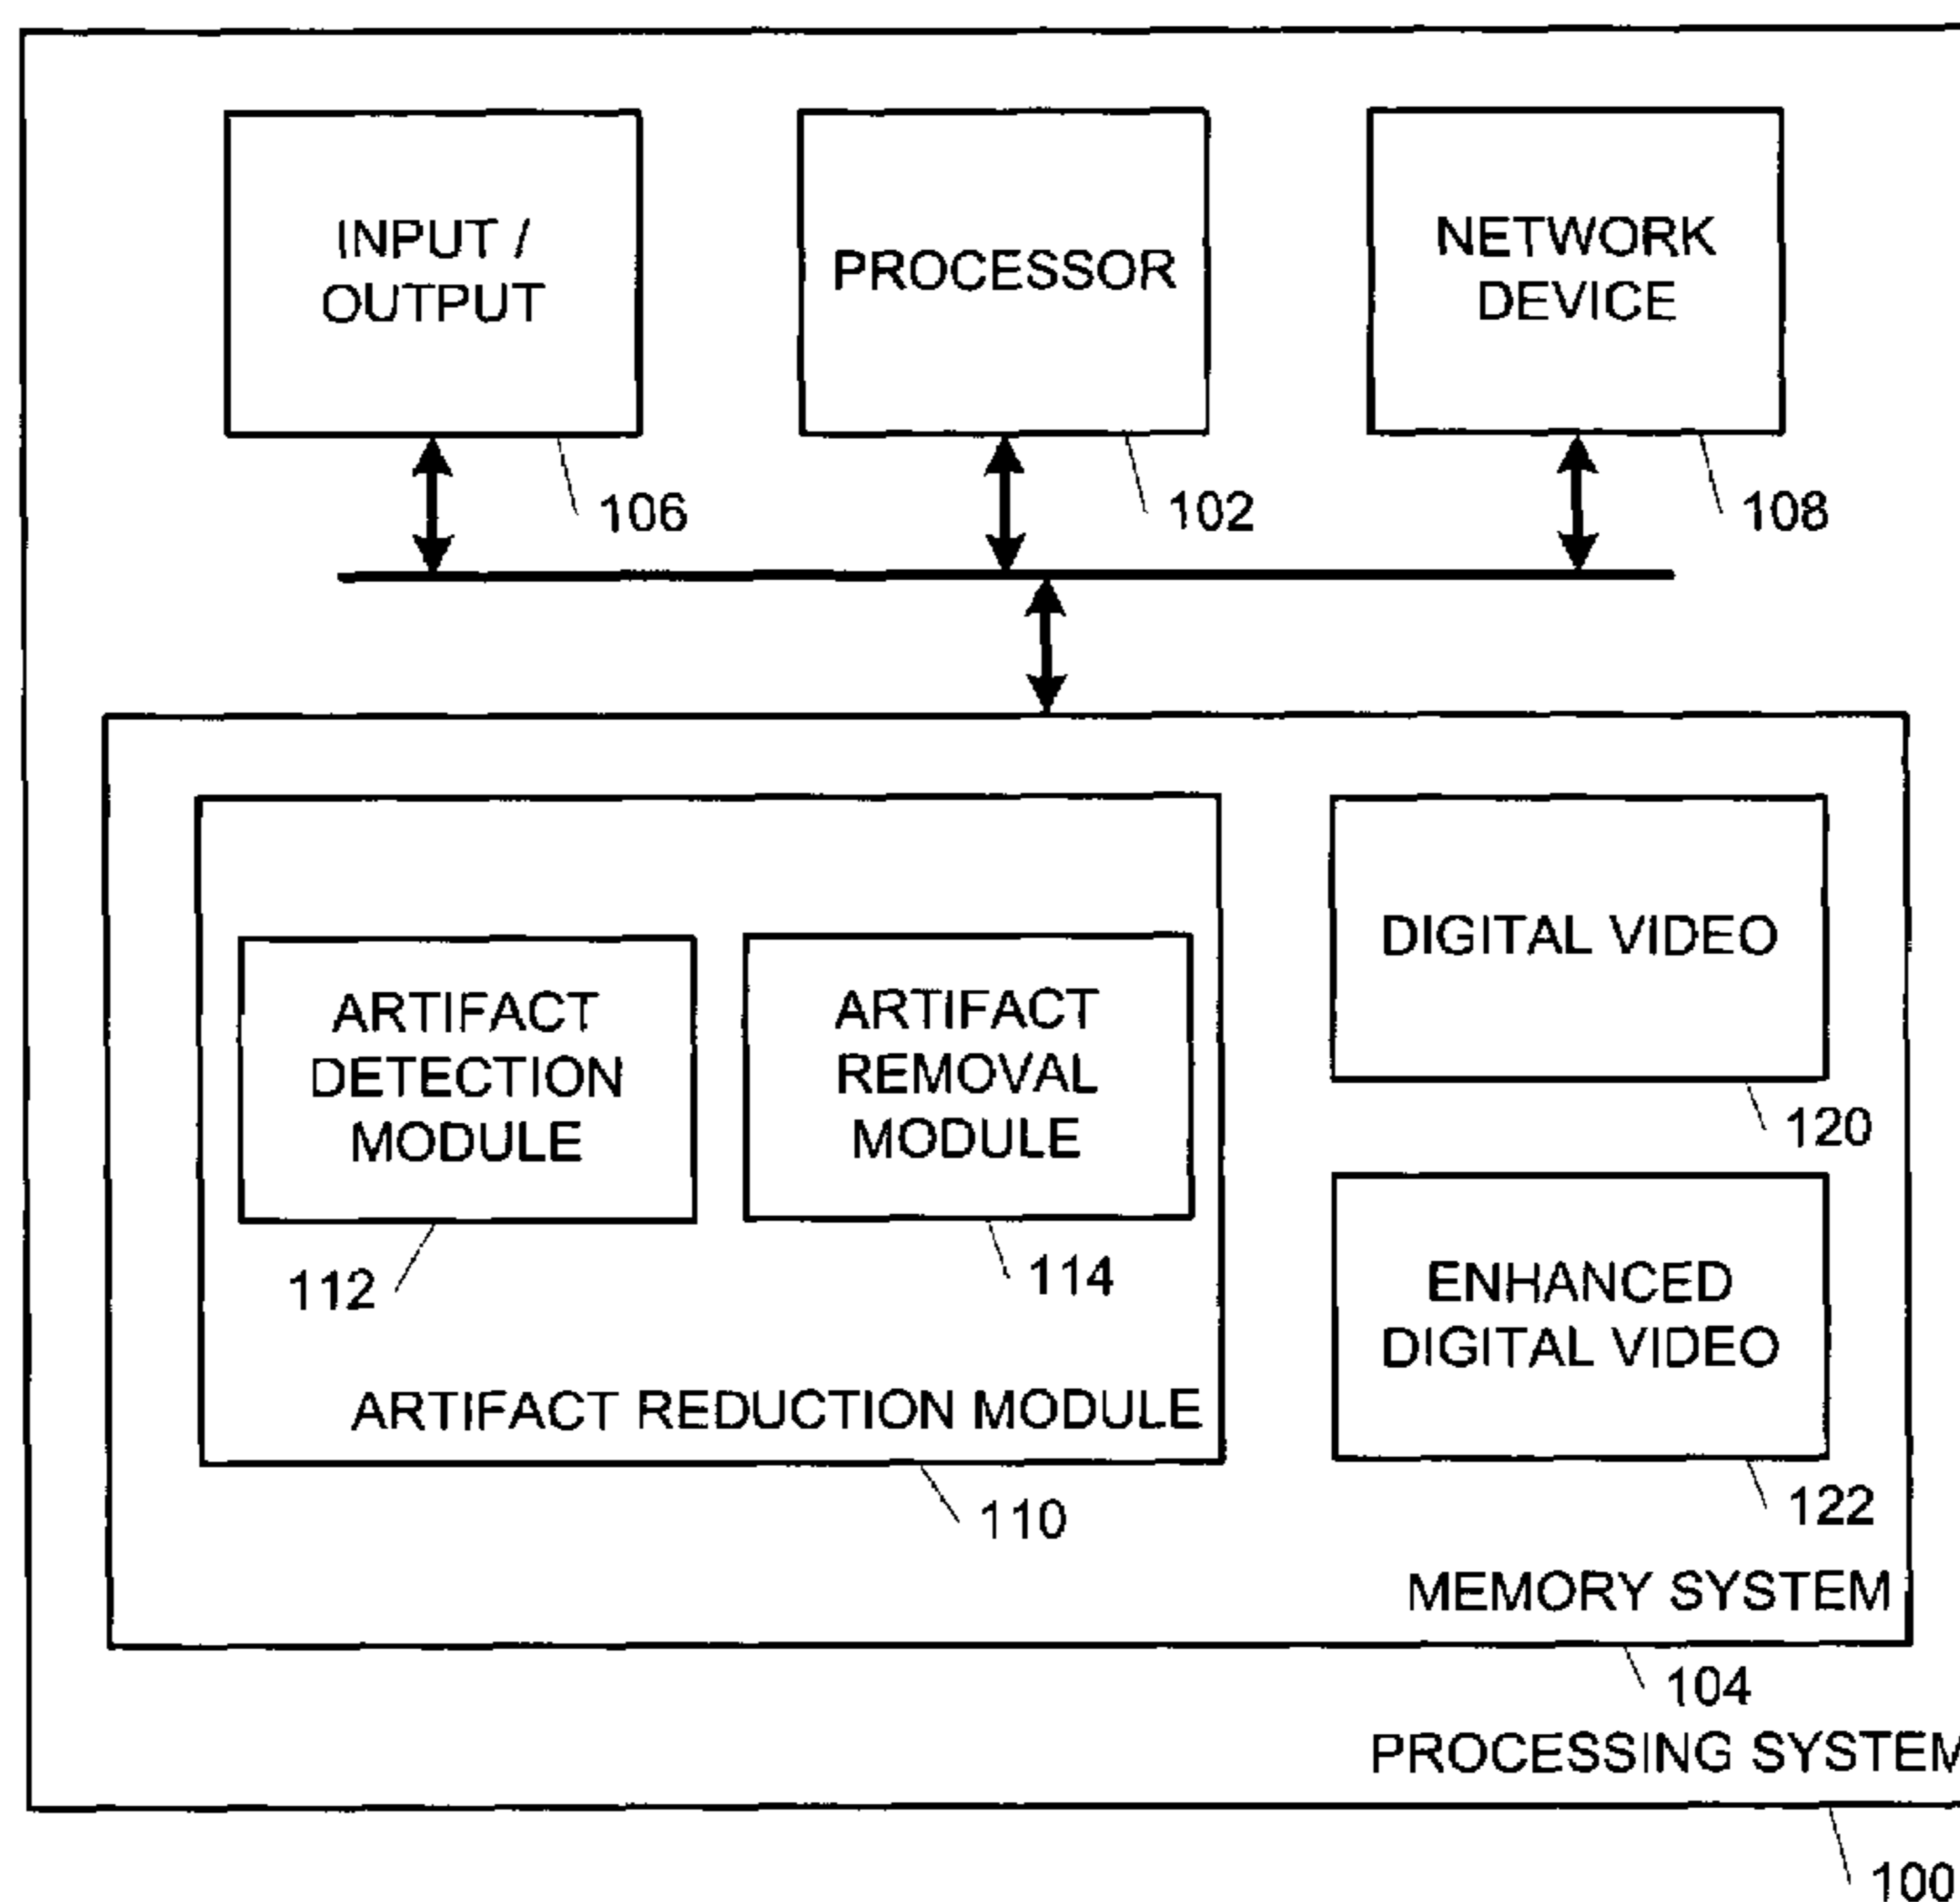 INPUT /
OUTPUT
PROCESSOR
NETWORK
DEVICE
106
102
108
ARTIFACT
DETECTION
MODULE
112
ARTIFACT
REMOVAL
MODULE
114
ARTIFACT REDUCTION MODULE
110
DIGITAL VIDEO
120
ENHANCED
DIGITAL VIDEO
122
MEMORY SYSTEM
104
PROCESSING SYSTEM
100